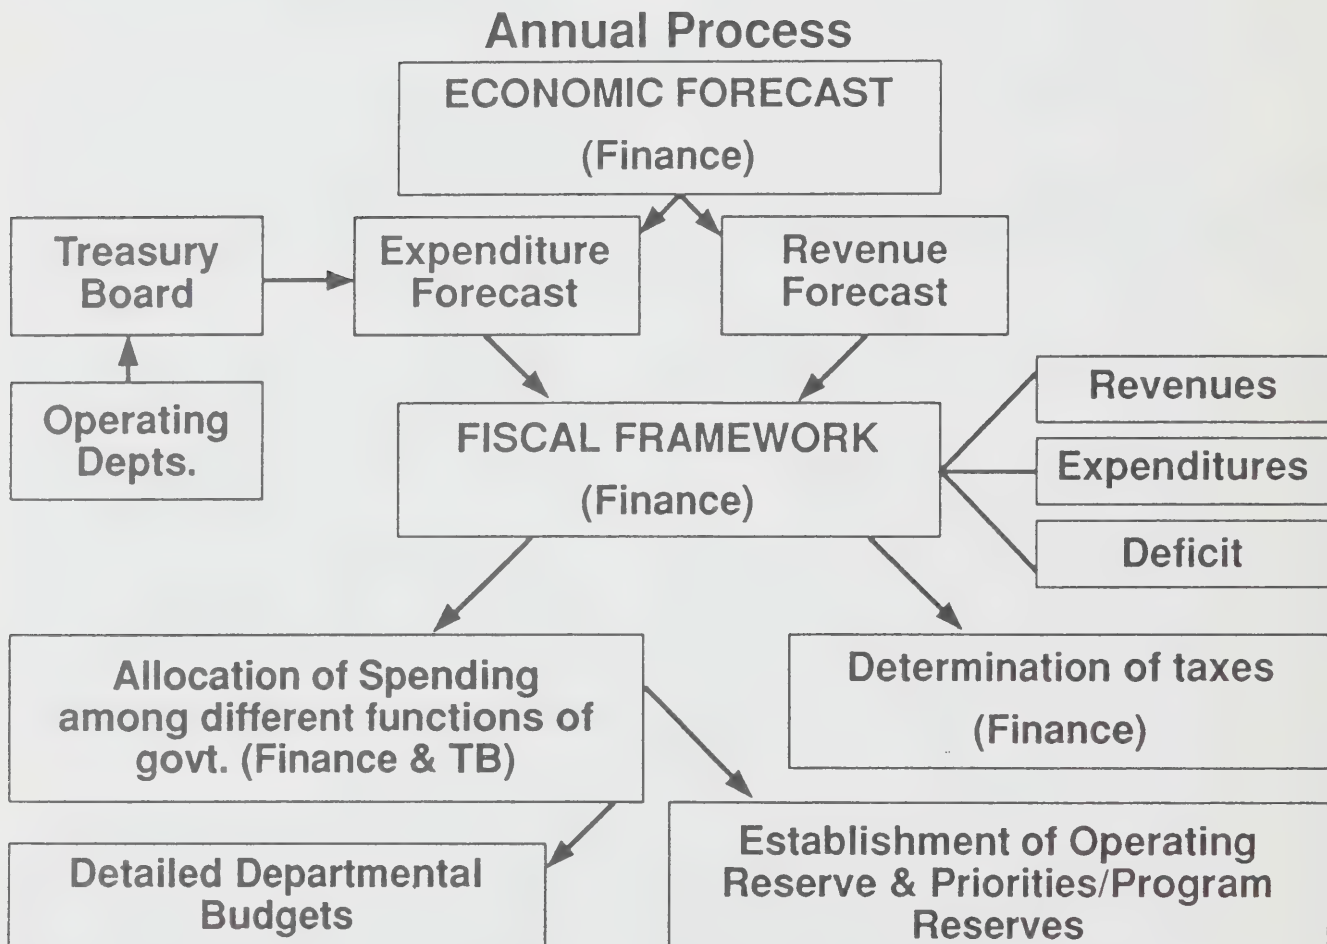 Annual Process
ECONOMIC FORECAST
(Finance)
Treasury
Board
Expenditure
Forecast
Revenue
Forecast
Operating
Depts.
FISCAL FRAMEWORK
(Finance)
Revenues
Expenditures
Deficit
Allocation of Spending
among different functions of
govt. (Finance & TB)
Determination of taxes
(Finance)
Detailed Departmental
Budgets
Establishment of Operating
Reserve & Priorities/Program
Reserves